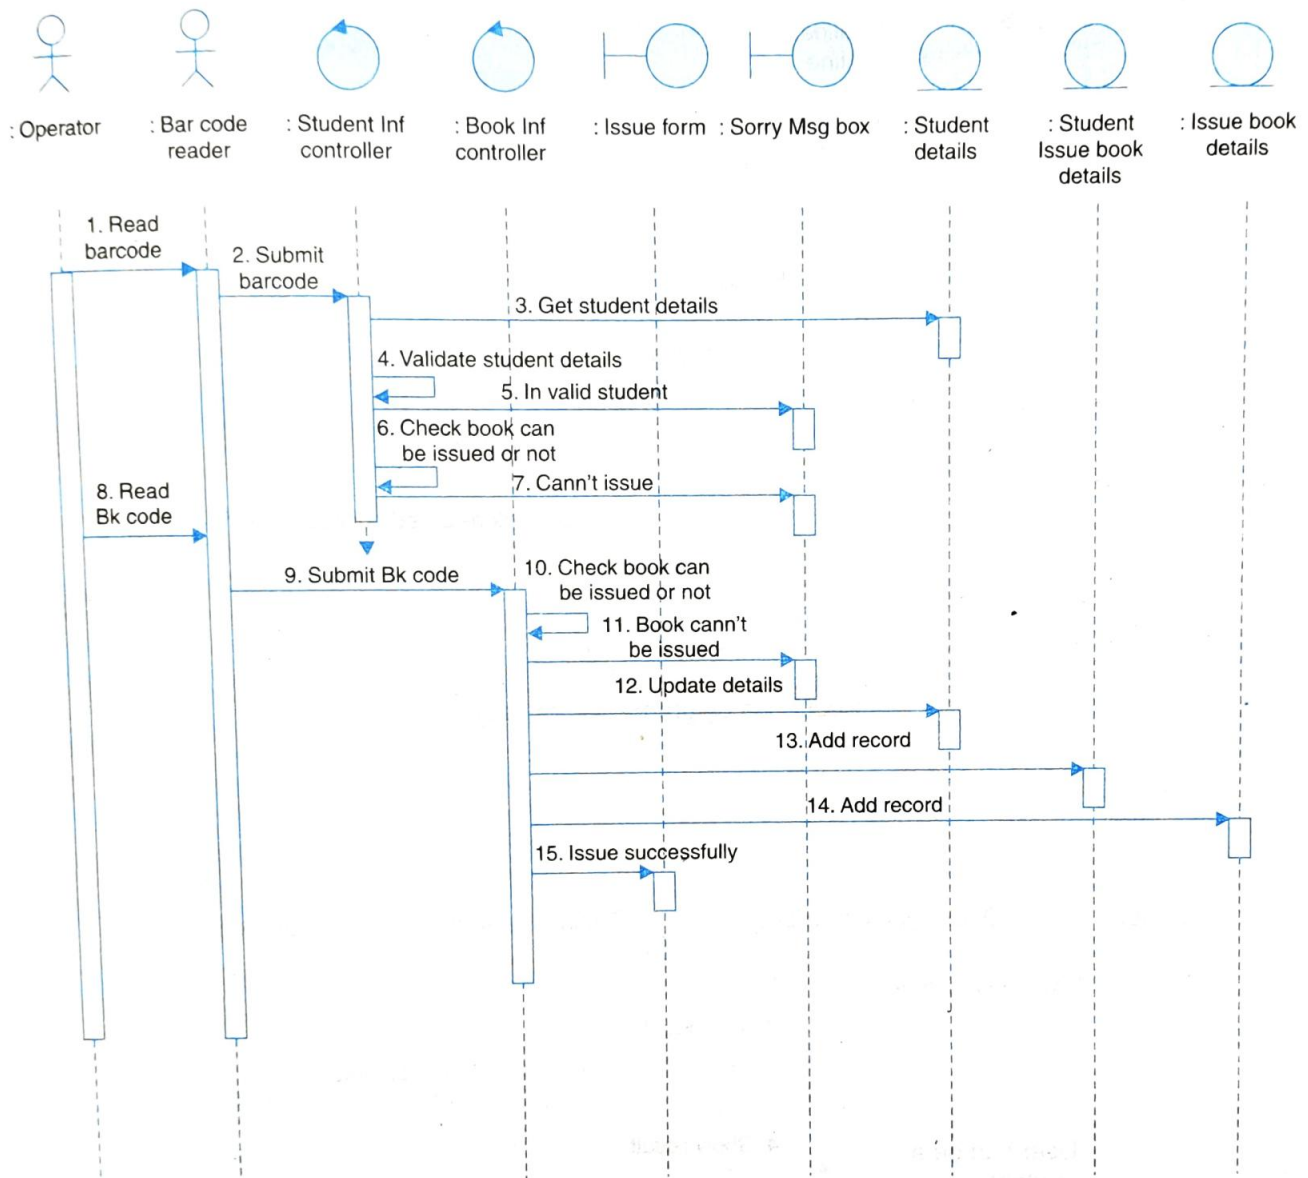 : Operator
: Bar code
reader
: Student Inf
controller
: Book Inf
controller
: Issue form
: Sorry Msg box
: Student
details
: Student
Issue book
details
: Issue book
details
1. Read
barcode
2. Submit
barcode
3. Get student details
4. Validate student details
5. In valid student
6. Check book can
be issued or not
7. Cann't issue
8. Read
Bk code
9. Submit Bk code
10. Check book can
be issued or not
11. Book cann't
be issued
12. Update details
13. Add record
14. Add record
15. Issue successfully